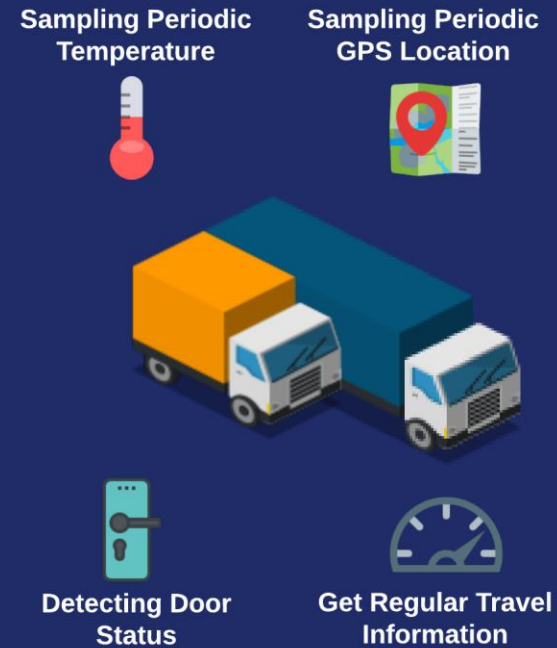 Sampling Periodic
Temperature
Sampling Periodic
GPS Location
Detecting Door
Status
Get Regular Travel
Information